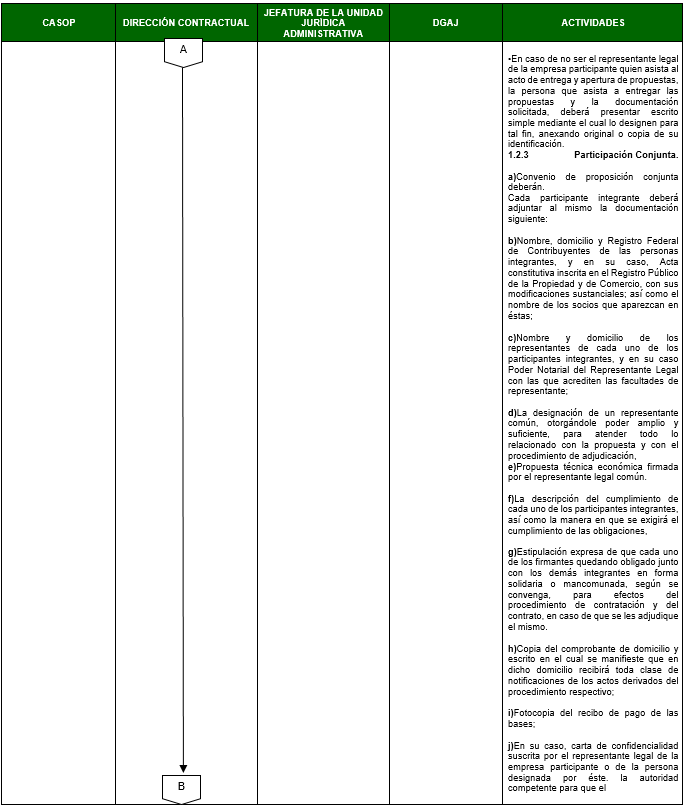 CASOP
DIRECCIÓN CONTRACTUAL
JEFATURA DE LA UNIDAD
JURÍDICA
ADMINISTRATIVA
DGAJ
ACTIVIDADES
A
•En caso de no ser el representante legal
de la empresa participante quien asista al
acto de entrega y apertura de propuestas,
la persona que asista a entregar las
propuestas y la documentación
solicitada, deberá presentar escrito
simple mediante el cual lo designen para
tal fin, anexando original o copia de su
identificación.
1.2.3 Participación Conjunta.
a)Convenio de proposición conjunta
deberán.
Cada participante integrante deberá
adjuntar al mismo la documentación
siguiente:
b)Nombre, domicilio y Registro Federal
de Contribuyentes de las personas
integrantes, y en su caso, Acta
constitutiva inscrita en el Registro Público
de la Propiedad y de Comercio, con sus
modificaciones sustanciales; así como el
nombre de los socios que aparezcan en
éstas;
c)Nombre y domicilio de los
representantes de cada uno de los
participantes integrantes, y en su caso
Poder Notarial del Representante Legal
con las que acrediten las facultades de
representante;
d)La designación de un representante
común, otorgándole poder amplio y
suficiente, para atender todo lo
relacionado con la propuesta y con el
procedimiento de adjudicación,
e)Propuesta técnica económica firmada
por el representante legal común.
f)La descripción del cumplimiento de
cada uno de los participantes integrantes,
así como la manera en que se exigirá el
cumplimiento de las obligaciones,
g)Estipulación expresa de que cada uno
de los firmantes quedando obligado junto
con los demás integrantes en forma
solidaria o mancomunada, según se
convenga, para efectos del
procedimiento de contratación y del
contrato, en caso de que se les adjudique
el mismo.
h)Copia del comprobante de domicilio y
escrito en el cual se manifieste que en
dicho domicilio recibirá toda clase de
notificaciones de los actos derivados del
procedimiento respectivo;
i)Fotocopia del recibo de pago de las
bases;
j)En su caso, carta de confidencialidad
suscrita por el representante legal de la
empresa participante o de la persona
designada por éste. la autoridad
competente para que el
B